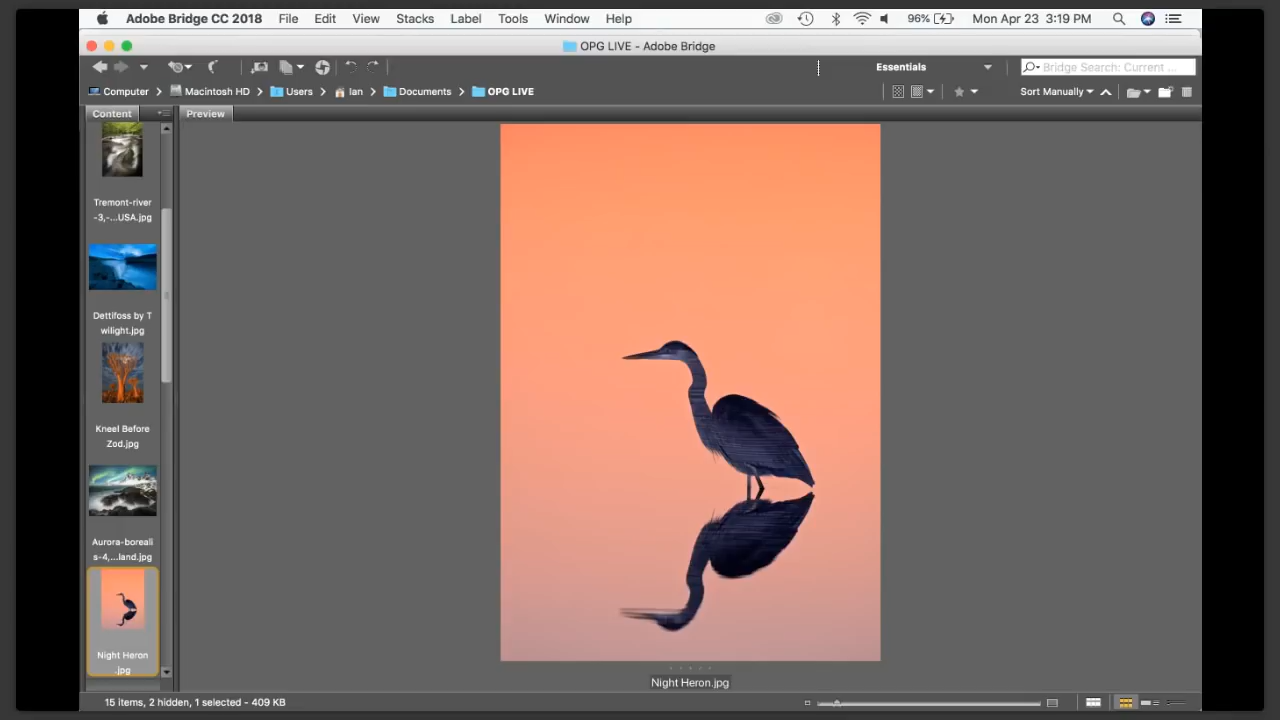 Adobe Bridge CC 2018 File Edit View Stacks Label Tools Window Help 96% Mon Apr 23 3:19 PM
OPG LIVE - Adobe Bridge
Essentials
Bridge Search: Current ...
Computer Macintosh HD Users Ian Documents OPG LIVE
Sort Manually
Content
Preview
Tremont-river
-3,-...USA.jpg
Dettifoss by T
wilight.jpg
Kneel Before
Zod.jpg
Aurora-boreali
s-4,...land.jpg
Night Heron
.jpg
Night Heron.jpg
15 items, 2 hidden, 1 selected - 409 KB